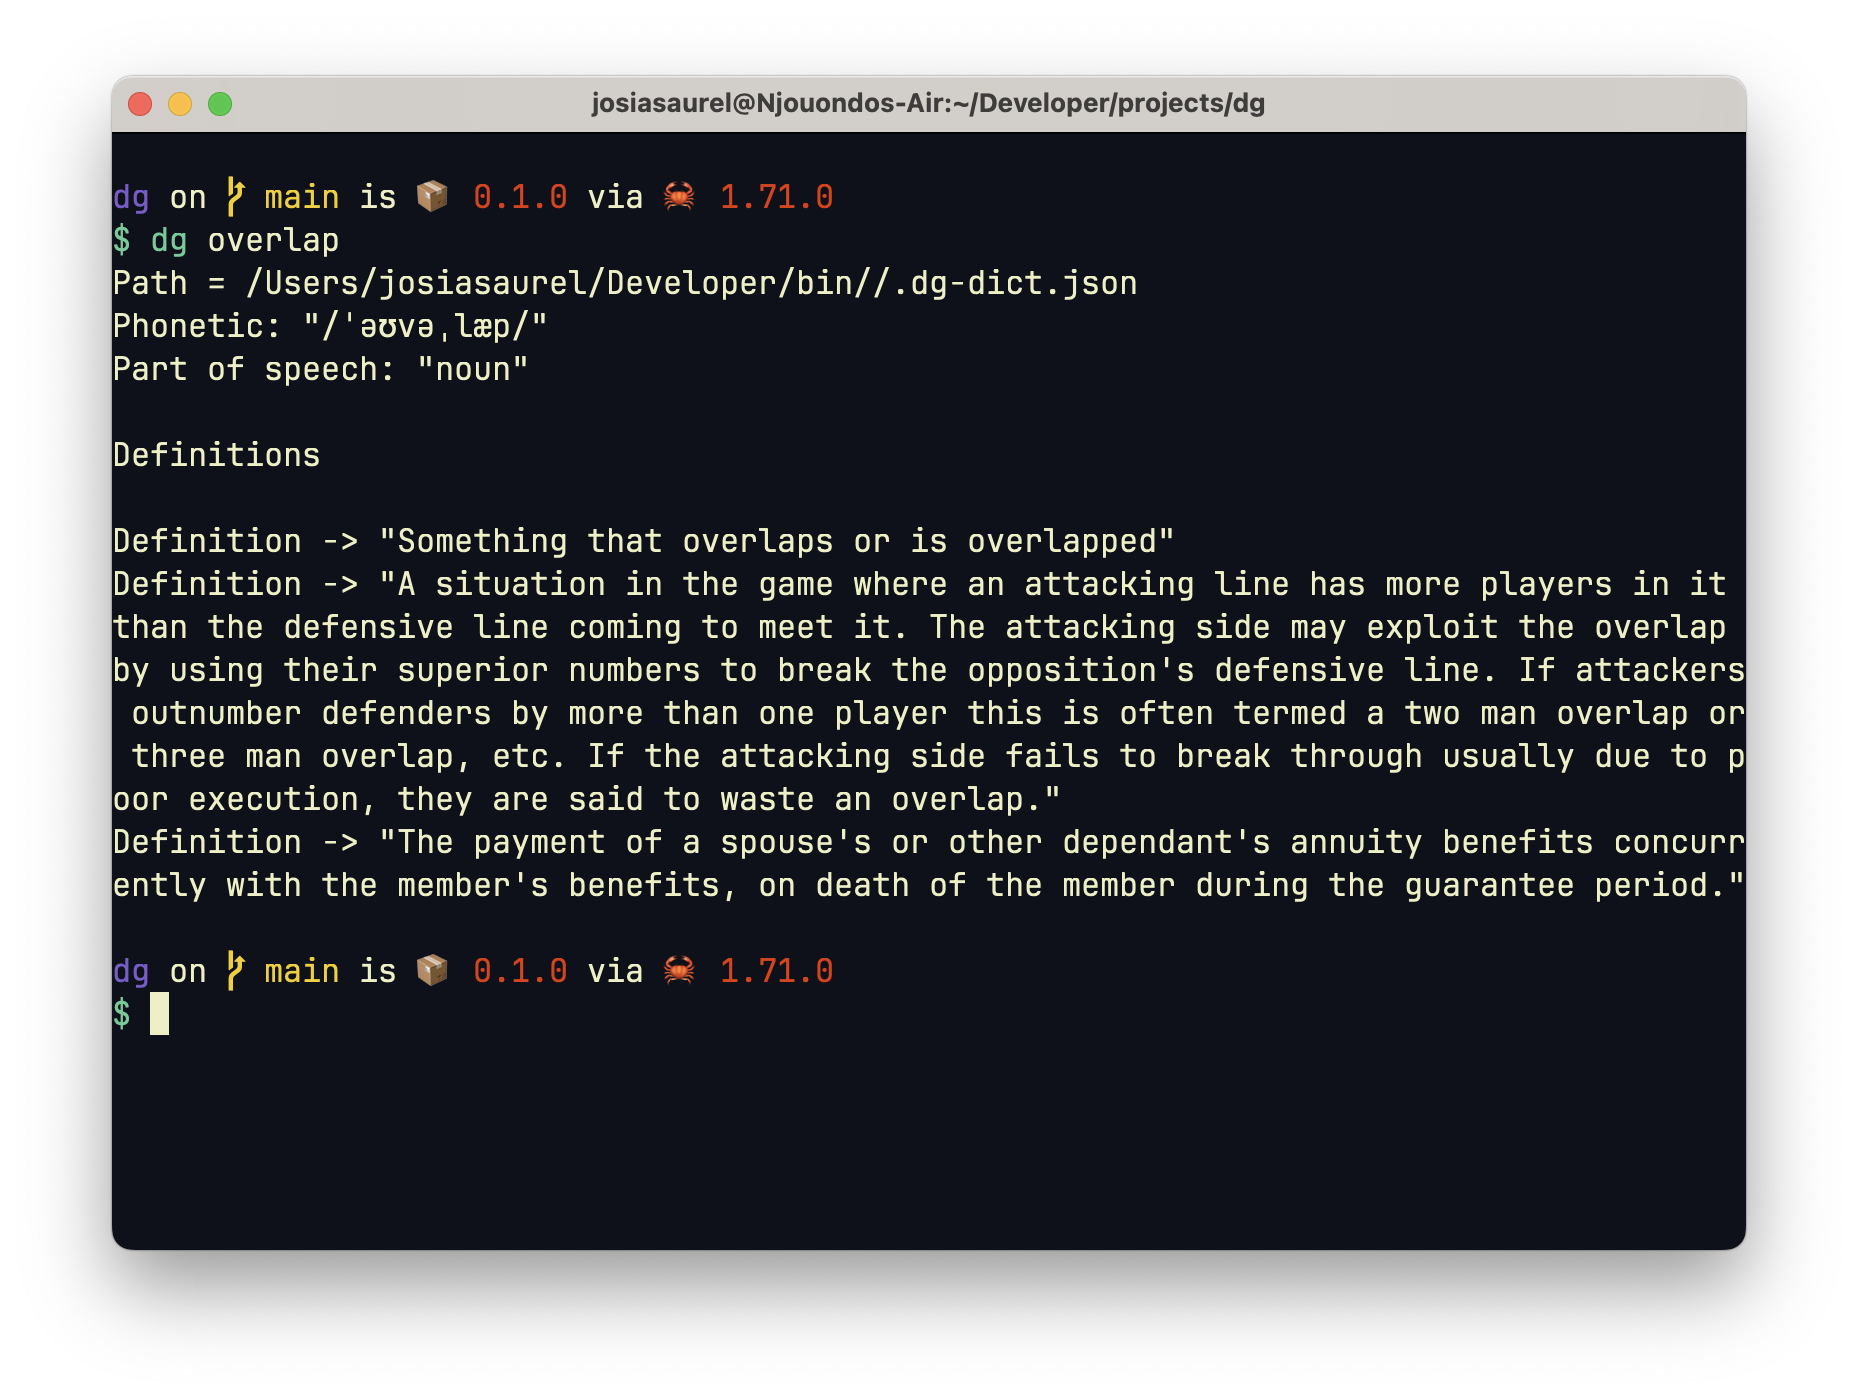 josiasaurel@Njouondos-Air:~/Developer/projects/dg
dg on main is 📦 0.1.0 via 🦀 1.71.0
$ dg overlap
Path = /Users/josiasaurel/Developer/bin//.dg-dict.json
Phonetic: "/ˈəʊvəˌlæp/"
Part of speech: "noun"
Definitions
Definition -> "Something that overlaps or is overlapped"
Definition -> "A situation in the game where an attacking line has more players in it
than the defensive line coming to meet it. The attacking side may exploit the overlap
by using their superior numbers to break the opposition's defensive line. If attackers
 outnumber defenders by more than one player this is often termed a two man overlap or
 three man overlap, etc. If the attacking side fails to break through usually due to p
oor execution, they are said to waste an overlap."
Definition -> "The payment of a spouse's or other dependant's annuity benefits concurr
ently with the member's benefits, on death of the member during the guarantee period."
dg on main is 📦 0.1.0 via 🦀 1.71.0
$